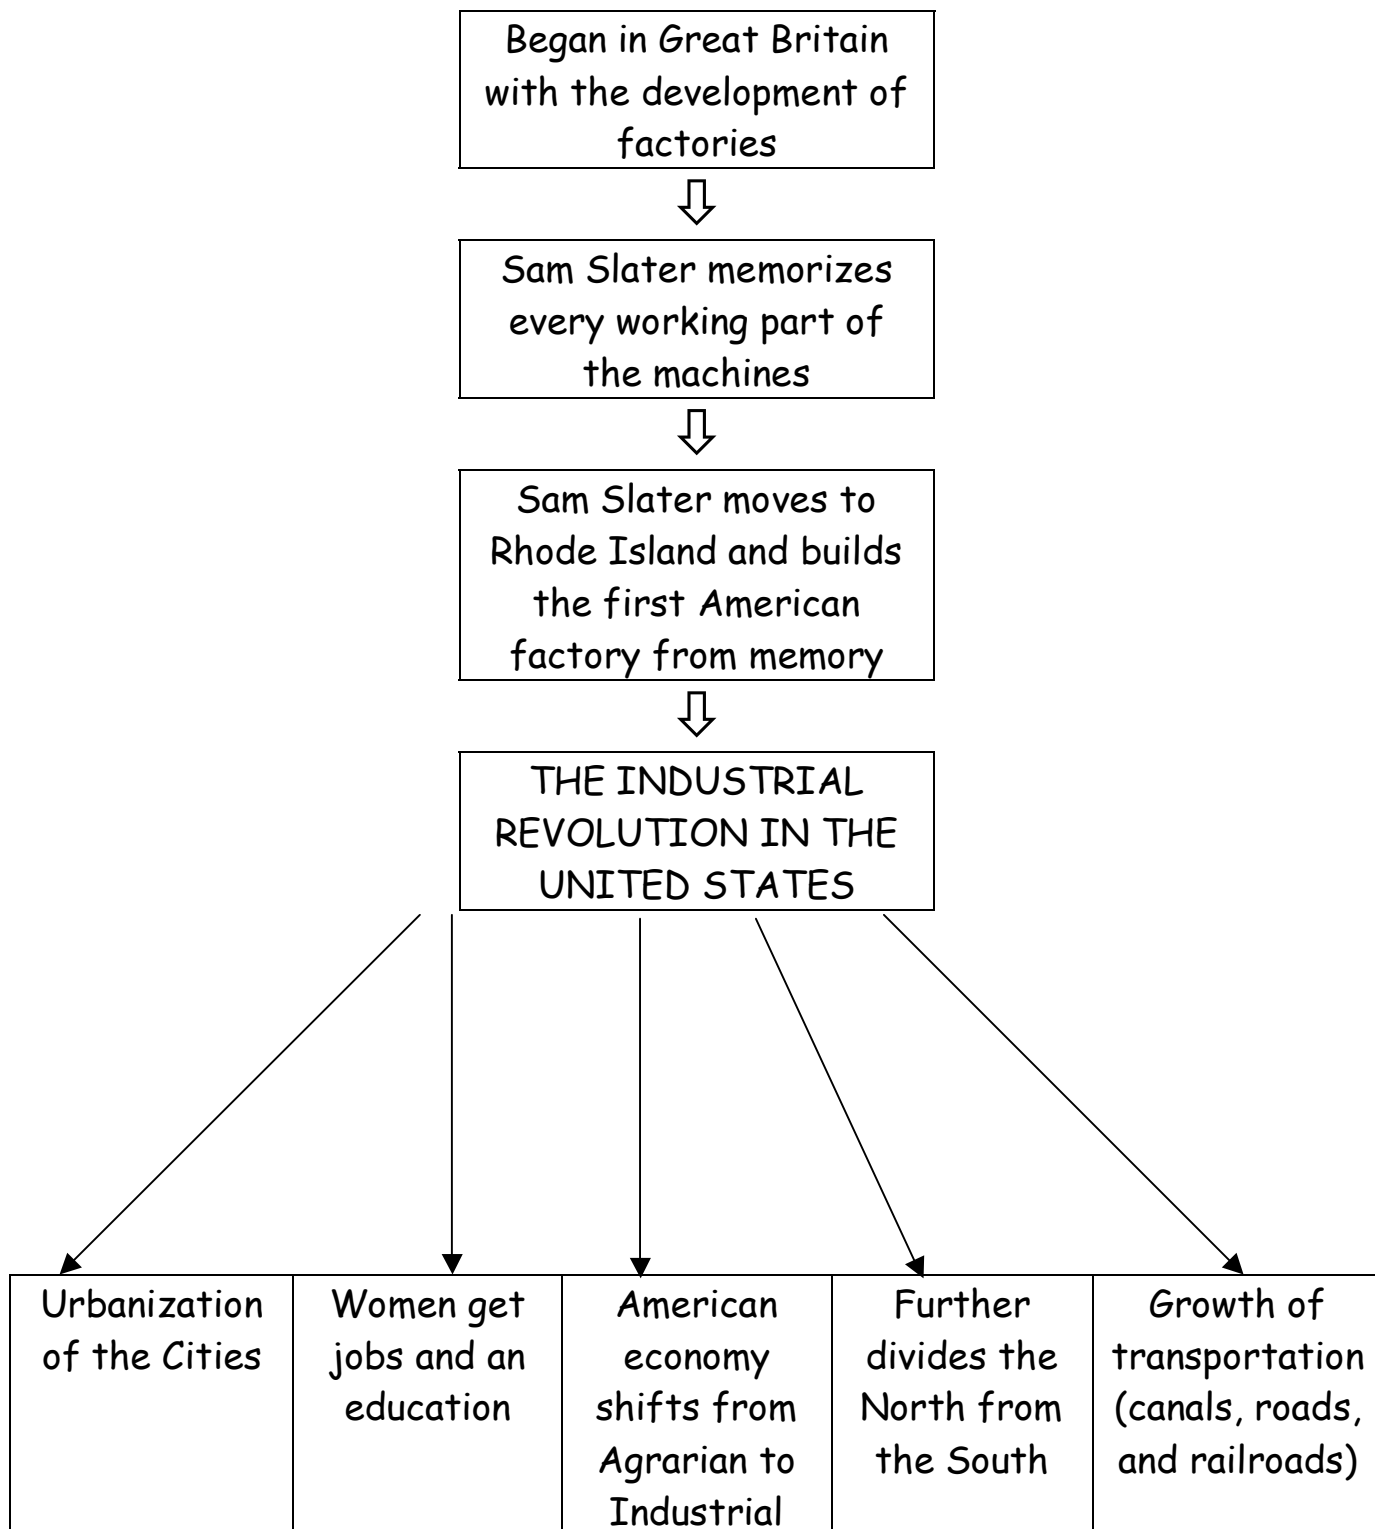 Began in Great Britain
with the development of
factories
Sam Slater memorizes
every working part of
the machines
Sam Slater moves to
Rhode Island and builds
the first American
factory from memory
THE INDUSTRIAL
REVOLUTION IN THE
UNITED STATES
Urbanization
of the Cities
Women get
jobs and an
education
American
economy
shifts from
Agrarian to
Industrial
Further
divides the
North from
the South
Growth of
transportation
(canals, roads,
and railroads)